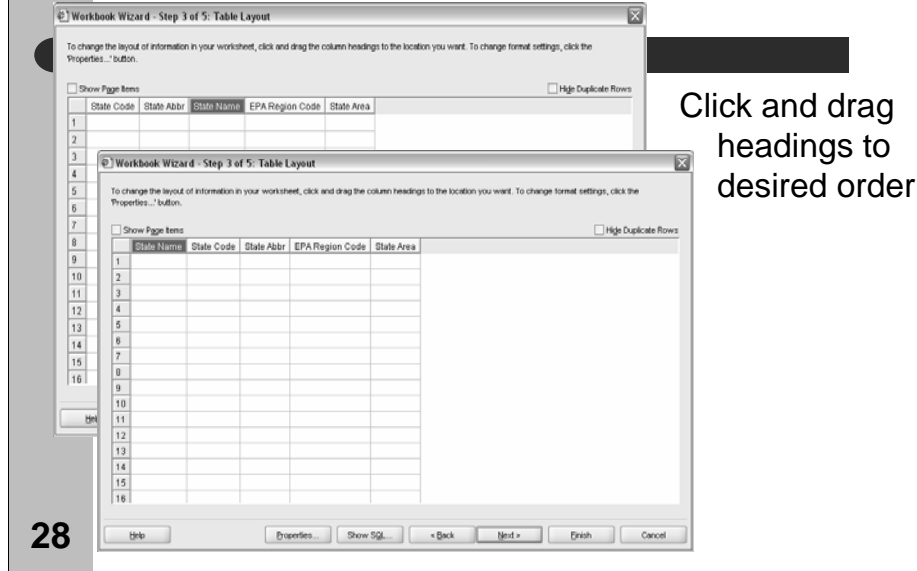 Workbook Wizard - Step 3 of 5: Table Layout
To change the layout of information in your worksheet, click and drag the column headings to the location you want. To change format settings, click the
'Properties...' button.
Show Page Items Hide Duplicate Rows
State Code State Abbr State Name EPA Region Code State Area
1
2
3
4
5
6
7
8
9
10
11
12
13
14
15
16
Workbook Wizard - Step 3 of 5: Table Layout
To change the layout of information in your worksheet, click and drag the column headings to the location you want. To change format settings, click the
'Properties...' button.
Show Page Items Hide Duplicate Rows
State Name State Code State Abbr EPA Region Code State Area
1
2
3
4
5
6
7
8
9
10
11
12
13
14
15
16
Help Properties... Show SQL... < Back Next > Finish Cancel
Click and drag
headings to
desired order
28